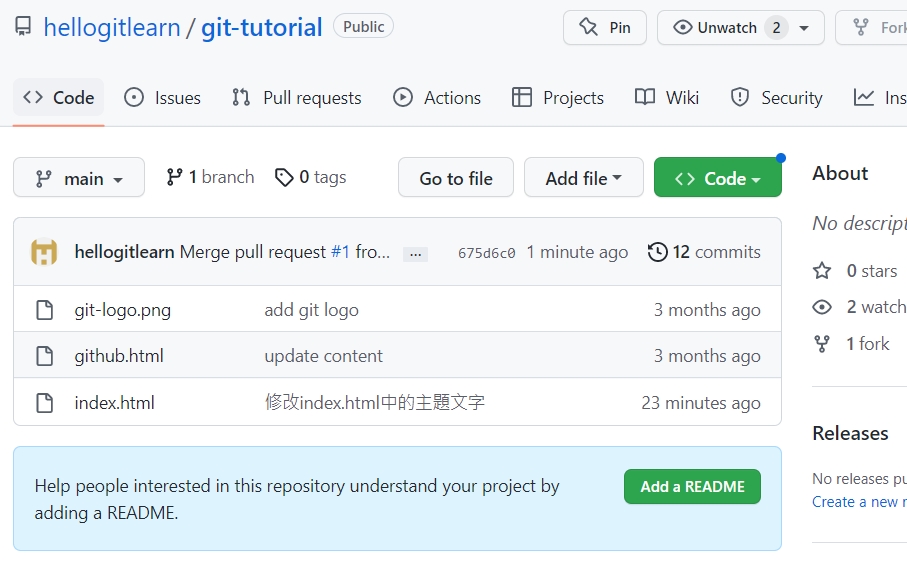 hellogitlearn / git-tutorial Public Pin Unwatch 2 Fork
Code Issues Pull requests Actions Projects Wiki Security Ins
main 1 branch 0 tags Go to file Add file Code
hellogitlearn Merge pull request #1 fro... ... 675d6c0 1 minute ago 12 commits
git-logo.png add git logo 3 months ago
github.html update content 3 months ago
index.html 修改index.html中的主題文字 23 minutes ago
Help people interested in this repository understand your project by
adding a README.
Add a README
About
No descript
0 stars
2 watch
1 fork
Releases
No releases pu
Create a new r